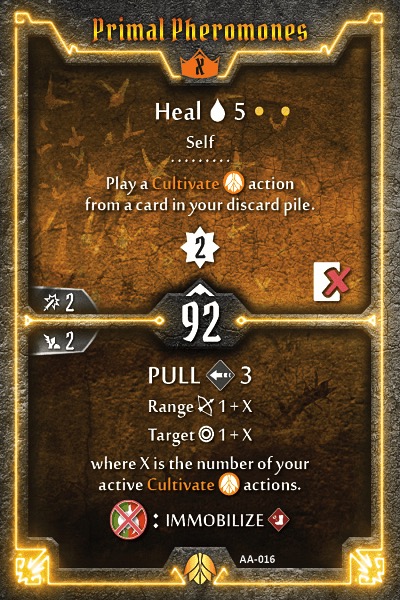 Primal Pheromones
X
Heal 5
Self
Play a Cultivate action
from a card in your discard pile.
2
2
92
2
PULL 3
Range 1 + X
Target 1 + X
where X is the number of your
active Cultivate actions.
: IMMOBILIZE
AA-016